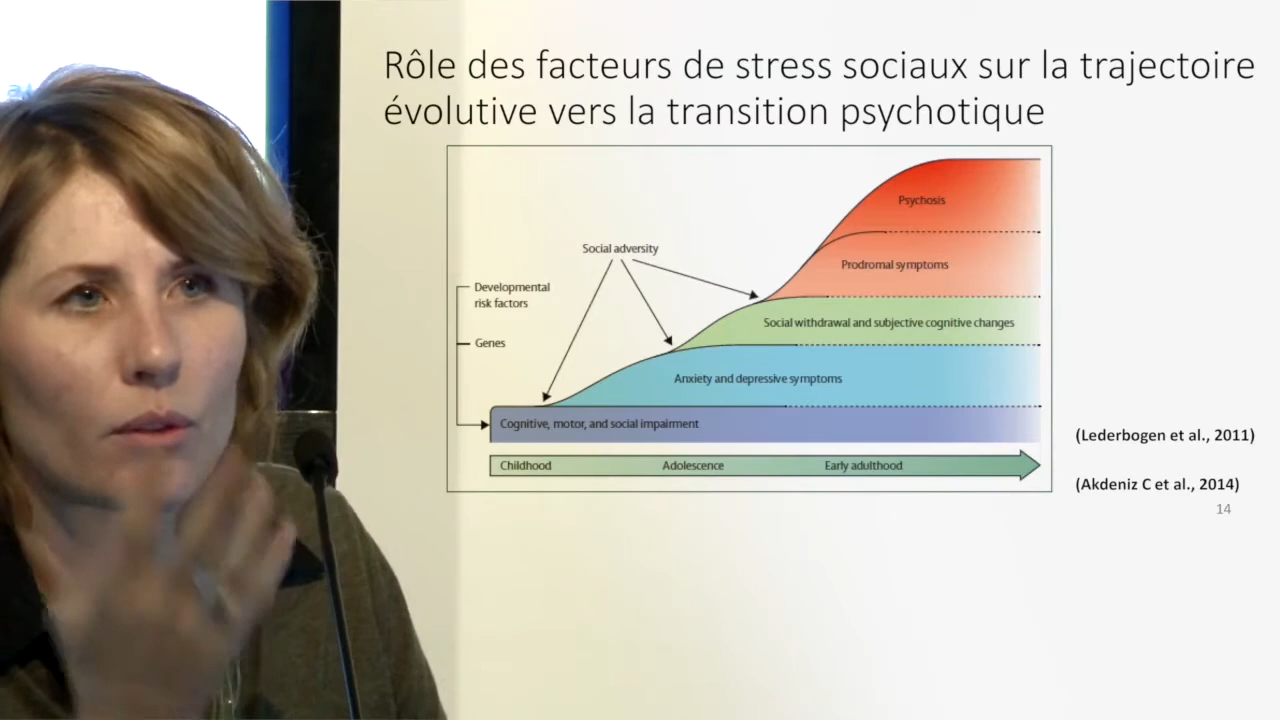 Rôle des facteurs de stress sociaux sur la trajectoire
évolutive vers la transition psychotique
Psychosis
Social adversity
Prodromal symptoms
Developmental
risk factors
Social withdrawal and subjective cognitive changes
Genes
Anxiety and depressive symptoms
Cognitive, motor, and social impairment
(Lederbogen et al., 2011)
Childhood
Adolescence
Early adulthood
(Akdeniz C et al., 2014)
14